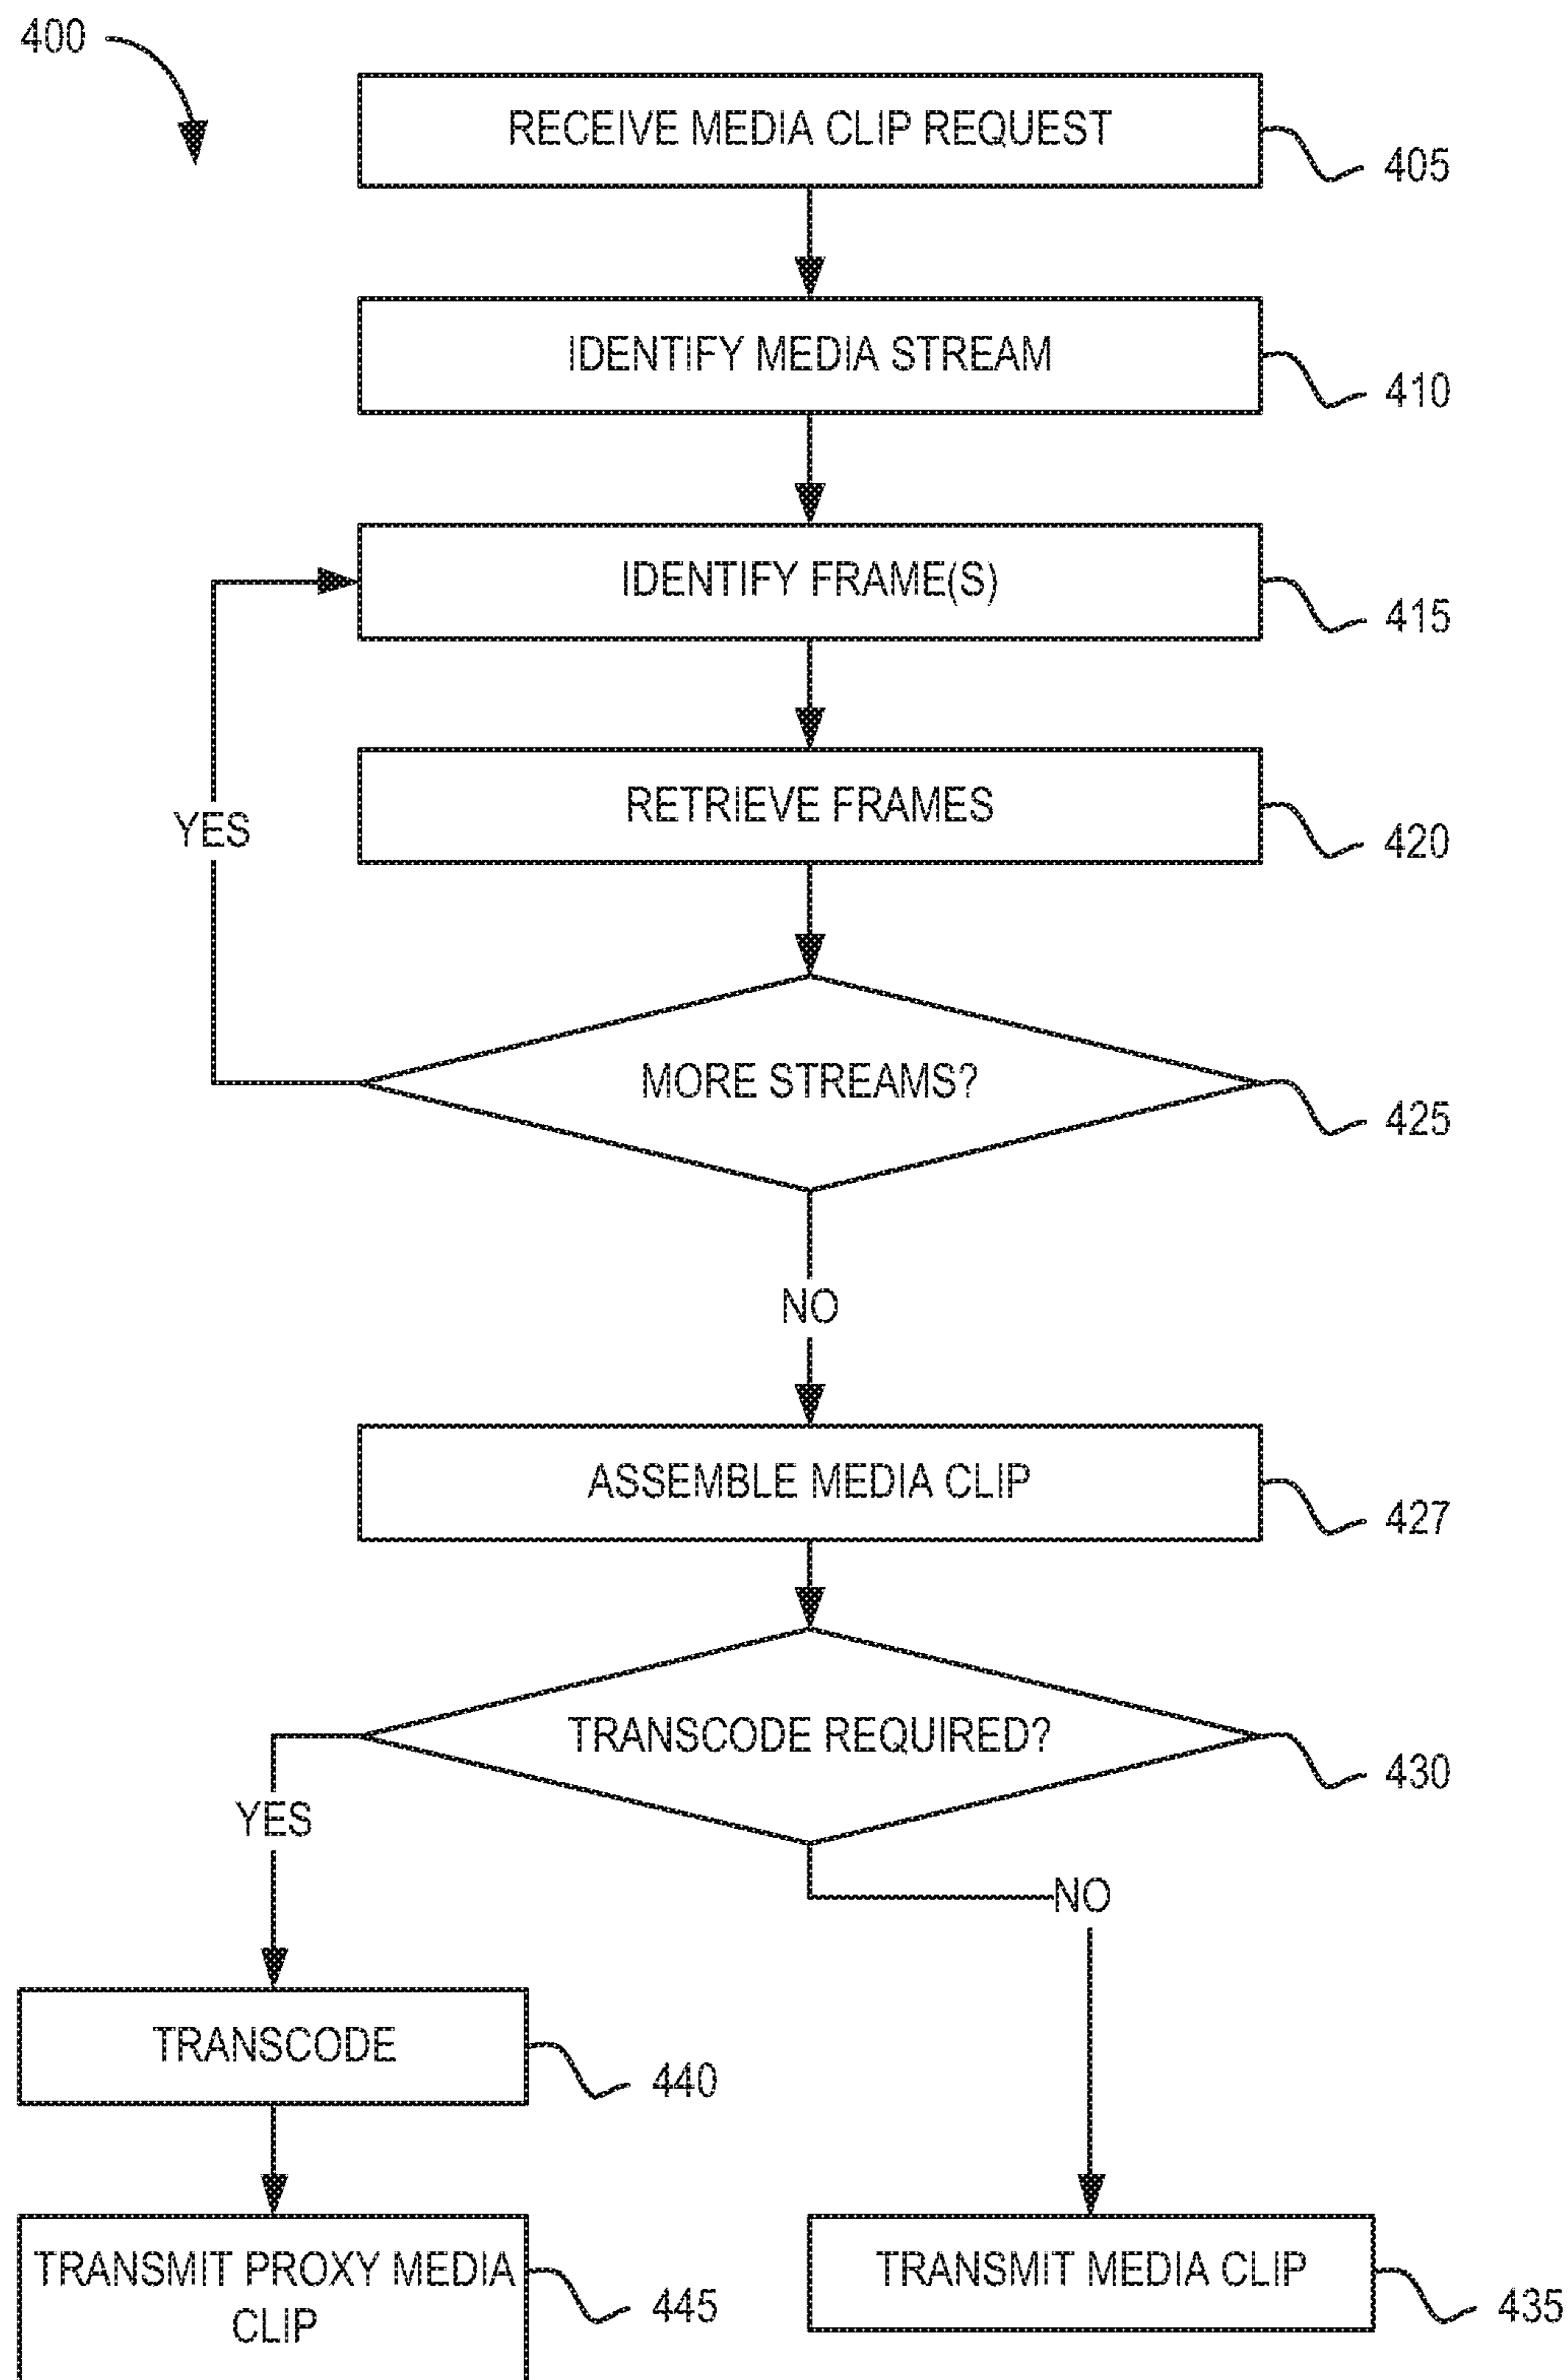 400
RECEIVE MEDIA CLIP REQUEST
405
IDENTIFY MEDIA STREAM
410
IDENTIFY FRAME(S)
415
RETRIEVE FRAMES
420
YES
MORE STREAMS?
425
NO
ASSEMBLE MEDIA CLIP
427
TRANSCODE REQUIRED?
430
YES
NO
TRANSCODE
440
TRANSMIT PROXY MEDIA
CLIP
445
TRANSMIT MEDIA CLIP
435